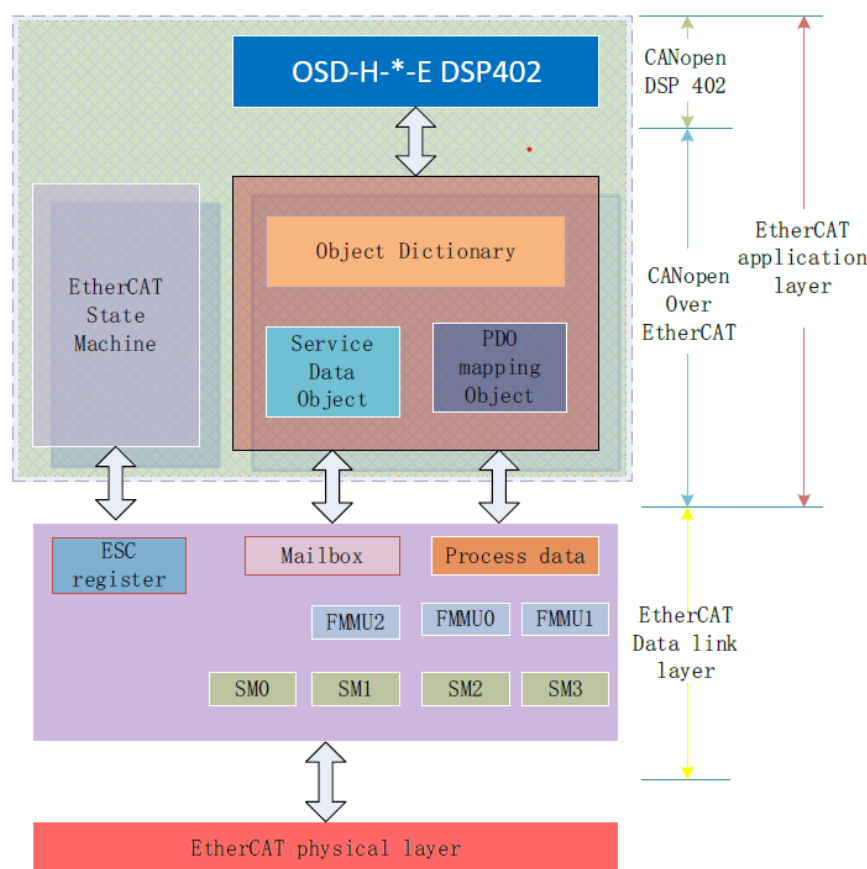 OSD-H-*-E DSP402
CANopen
DSP 402
Object Dictionary
EtherCAT
State
Machine
Service
Data
Object
PDO
mapping
Object
CANopen
Over
EtherCAT
EtherCAT
application
layer
ESC
register
Mailbox
Process data
FMMU2
FMMU0
FMMU1
SM0
SM1
SM2
SM3
EtherCAT
Data link
layer
EtherCAT physical layer